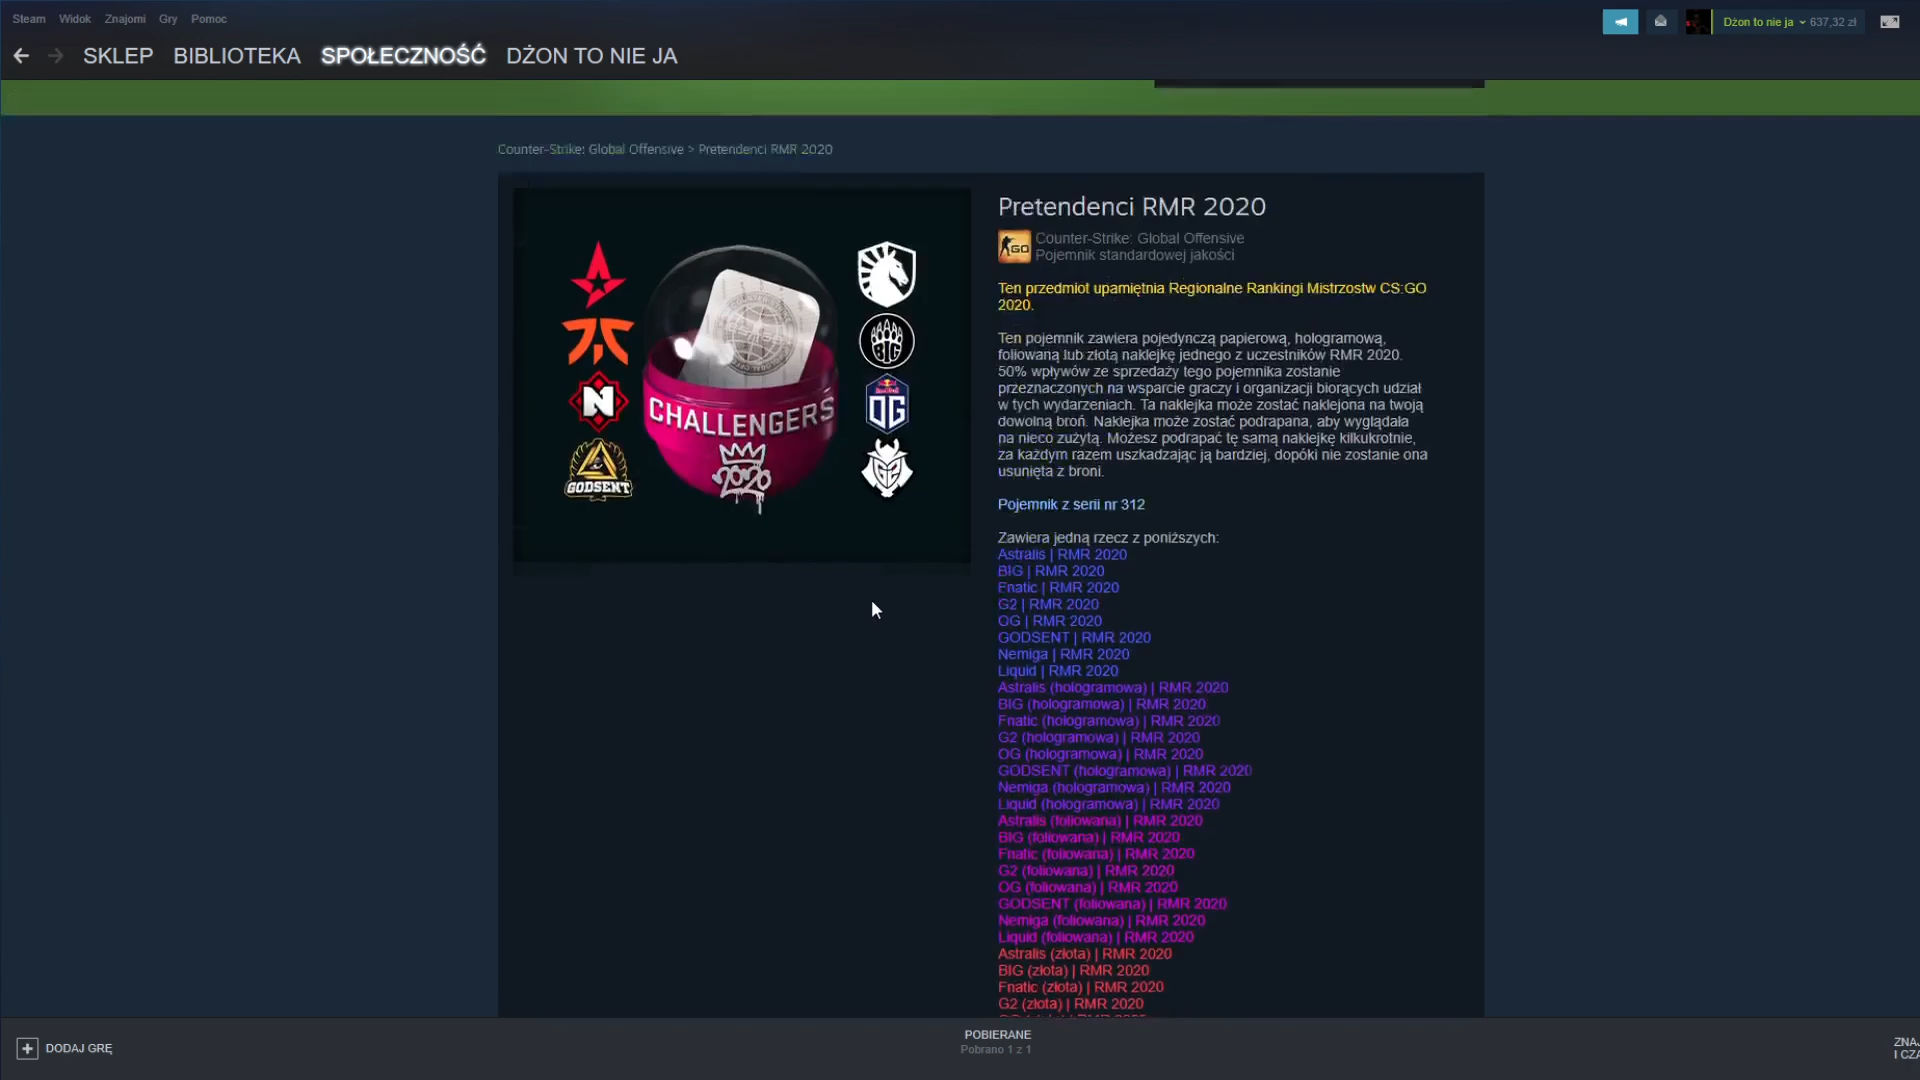 Steam Widok Znajomi Gry Pomoc
Dżon to nie ja 637,32 zł
SKLEP BIBLIOTEKA SPOŁECZNOŚĆ DŻON TO NIE JA
Counter-Strike: Global Offensive > Pretendenci RMR 2020
Pretendenci RMR 2020
GO
Counter-Strike: Global Offensive
Pojemnik standardowej jakości
N
GODSENT
CHALLENGERS
2020
BIG
Red Bull
OG
G2
Ten przedmiot upamiętnia Regionalne Rankingi Mistrzostw CS:GO
2020.
Ten pojemnik zawiera pojedynczą papierową, hologramową,
foliowaną lub złotą naklejkę jednego z uczestników RMR 2020.
50% wpływów ze sprzedaży tego pojemnika zostanie
przeznaczonych na wsparcie graczy i organizacji biorących udział
w tych wydarzeniach. Ta naklejka może zostać naklejona na twoją
dowolną broń. Naklejka może zostać podrapana, aby wyglądała
na nieco zużytą. Możesz podrapać tę samą naklejkę kilkukrotnie,
za każdym razem uszkadzając ją bardziej, dopóki nie zostanie ona
usunięta z broni.
Pojemnik z serii nr 312
Zawiera jedną rzecz z poniższych:
Astralis | RMR 2020
BIG | RMR 2020
Fnatic | RMR 2020
G2 | RMR 2020
OG | RMR 2020
GODSENT | RMR 2020
Nemiga | RMR 2020
Liquid | RMR 2020
Astralis (hologramowa) | RMR 2020
BIG (hologramowa) | RMR 2020
Fnatic (hologramowa) | RMR 2020
G2 (hologramowa) | RMR 2020
OG (hologramowa) | RMR 2020
GODSENT (hologramowa) | RMR 2020
Nemiga (hologramowa) | RMR 2020
Liquid (hologramowa) | RMR 2020
Astralis (foliowana) | RMR 2020
BIG (foliowana) | RMR 2020
Fnatic (foliowana) | RMR 2020
G2 (foliowana) | RMR 2020
OG (foliowana) | RMR 2020
GODSENT (foliowana) | RMR 2020
Nemiga (foliowana) | RMR 2020
Liquid (foliowana) | RMR 2020
Astralis (złota) | RMR 2020
BIG (złota) | RMR 2020
Fnatic (złota) | RMR 2020
G2 (złota) | RMR 2020
DODAJ GRĘ
POBIERANE
Pobrano 1 z 1
ZNAJ
I CZA